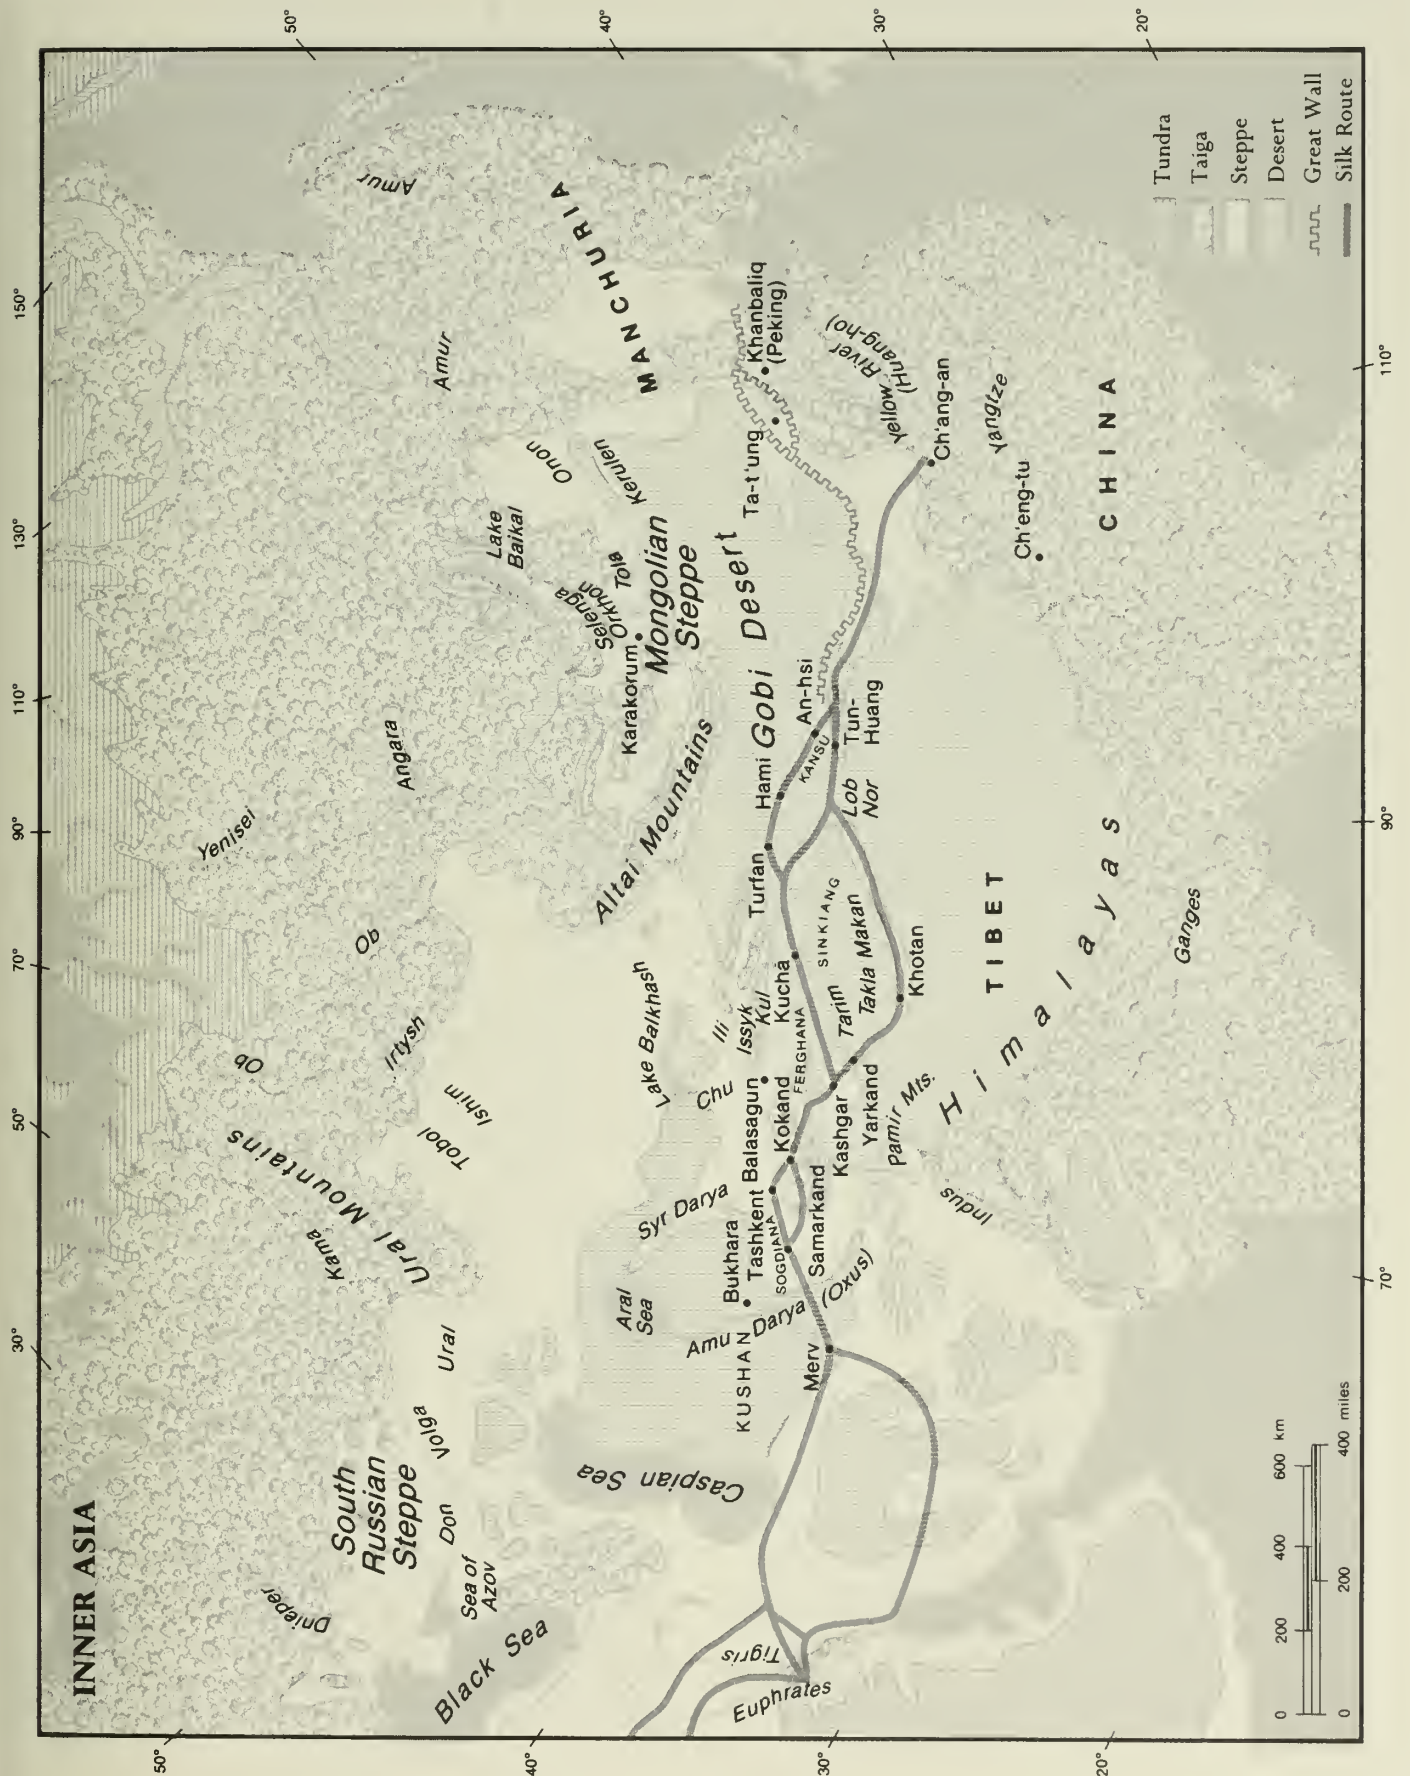 INNER ASIA
30°
50°
70°
90°
110°
130°
150°
50°
40°
30°
20°
50°
40°
30°
20°
70°
90°
110°
Dnieper
South
Russian
Steppe
Don
Sea of
Azov
Black Sea
Volga
Ural
Kama
Ural Mountains
Tobol
Ishim
Irtysh
Ob
Ob
Yenisei
Angara
Lake
Baikal
Selenga
Orkhon
Tola
Karakorum
Mongolian
Steppe
Onon
Kerulen
Amur
Amur
MANCHURIA
Altai Mountains
Gobi Desert
Lake Balkhash
Ili
Issyk
Kul
Chu
Syr Darya
Aral
Sea
Caspian Sea
Amu Darya (Oxus)
KUSHAN
Bukhara
Tashkent
Balasagun
SOGDIANA
Samarkand
Kokand
FERGHANA
Merv
Kashgar
Yarkand
Pamir Mts.
Kucha
Turfan
Hami
An-hsi
KANSU
Tun-
Huang
Lob
Nor
SINKIANG
Tarim
Takla Makan
Khotan
Ta-t'ung
Khanbaliq
(Peking)
Yellow River
(Huang-ho)
Ch'ang-an
Yangtze
Ch'eng-tu
CHINA
TIBET
Himalayas
Ganges
Indus
Tigris
Euphrates
0 200 400 600 km
0 200 400 miles
Tundra
Taiga
Steppe
Desert
Great Wall
Silk Route